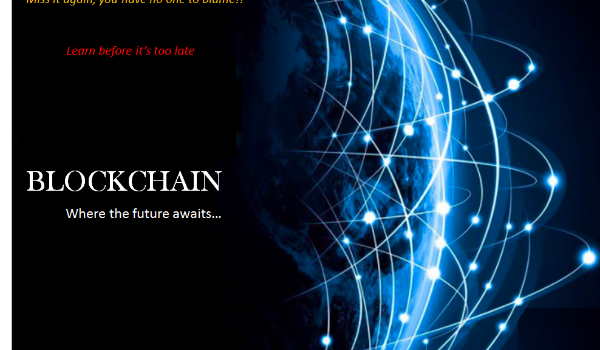 Miss it again, you have no one to blame!!
Learn before it's too late
BLOCKCHAIN
Where the future awaits...